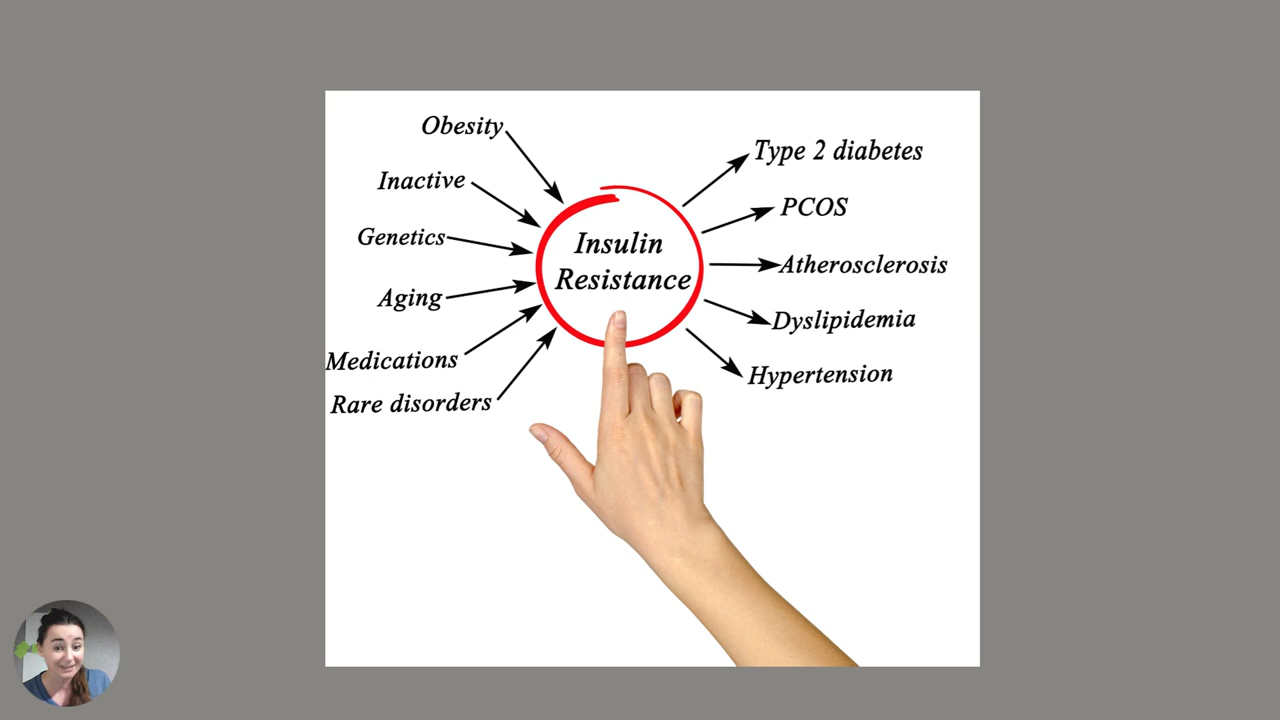 Obesity
Inactive
Genetics
Aging
Medications
Rare disorders
Insulin
Resistance
Type 2 diabetes
PCOS
Atherosclerosis
Dyslipidemia
Hypertension